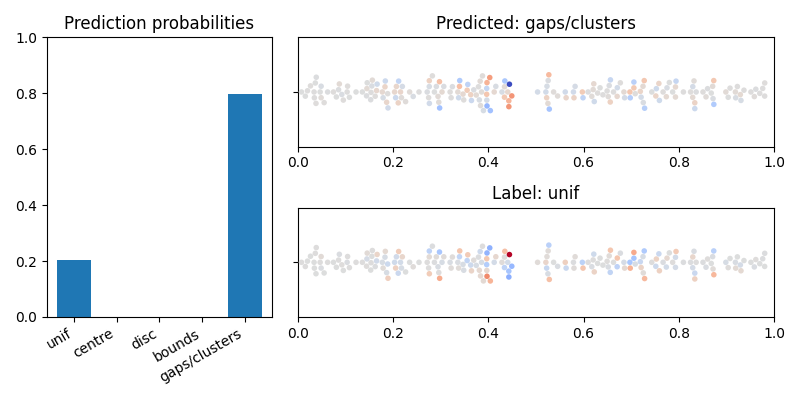 Prediction probabilities
1.0
0.8
0.6
0.4
0.2
0.0
unif
centre
disc
bounds
gaps/clusters
Predicted: gaps/clusters
0.0 0.2 0.4 0.6 0.8 1.0
Label: unif
0.0 0.2 0.4 0.6 0.8 1.0